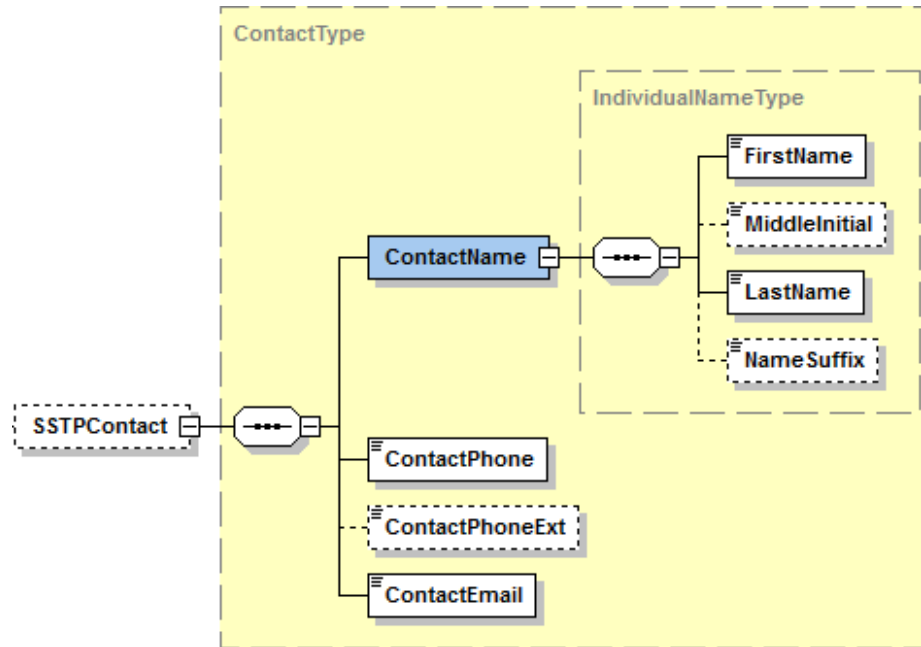 ContactType
IndividualNameType
FirstName
MiddleInitial
ContactName
LastName
NameSuffix
SSTPContact
ContactPhone
ContactPhoneExt
ContactEmail